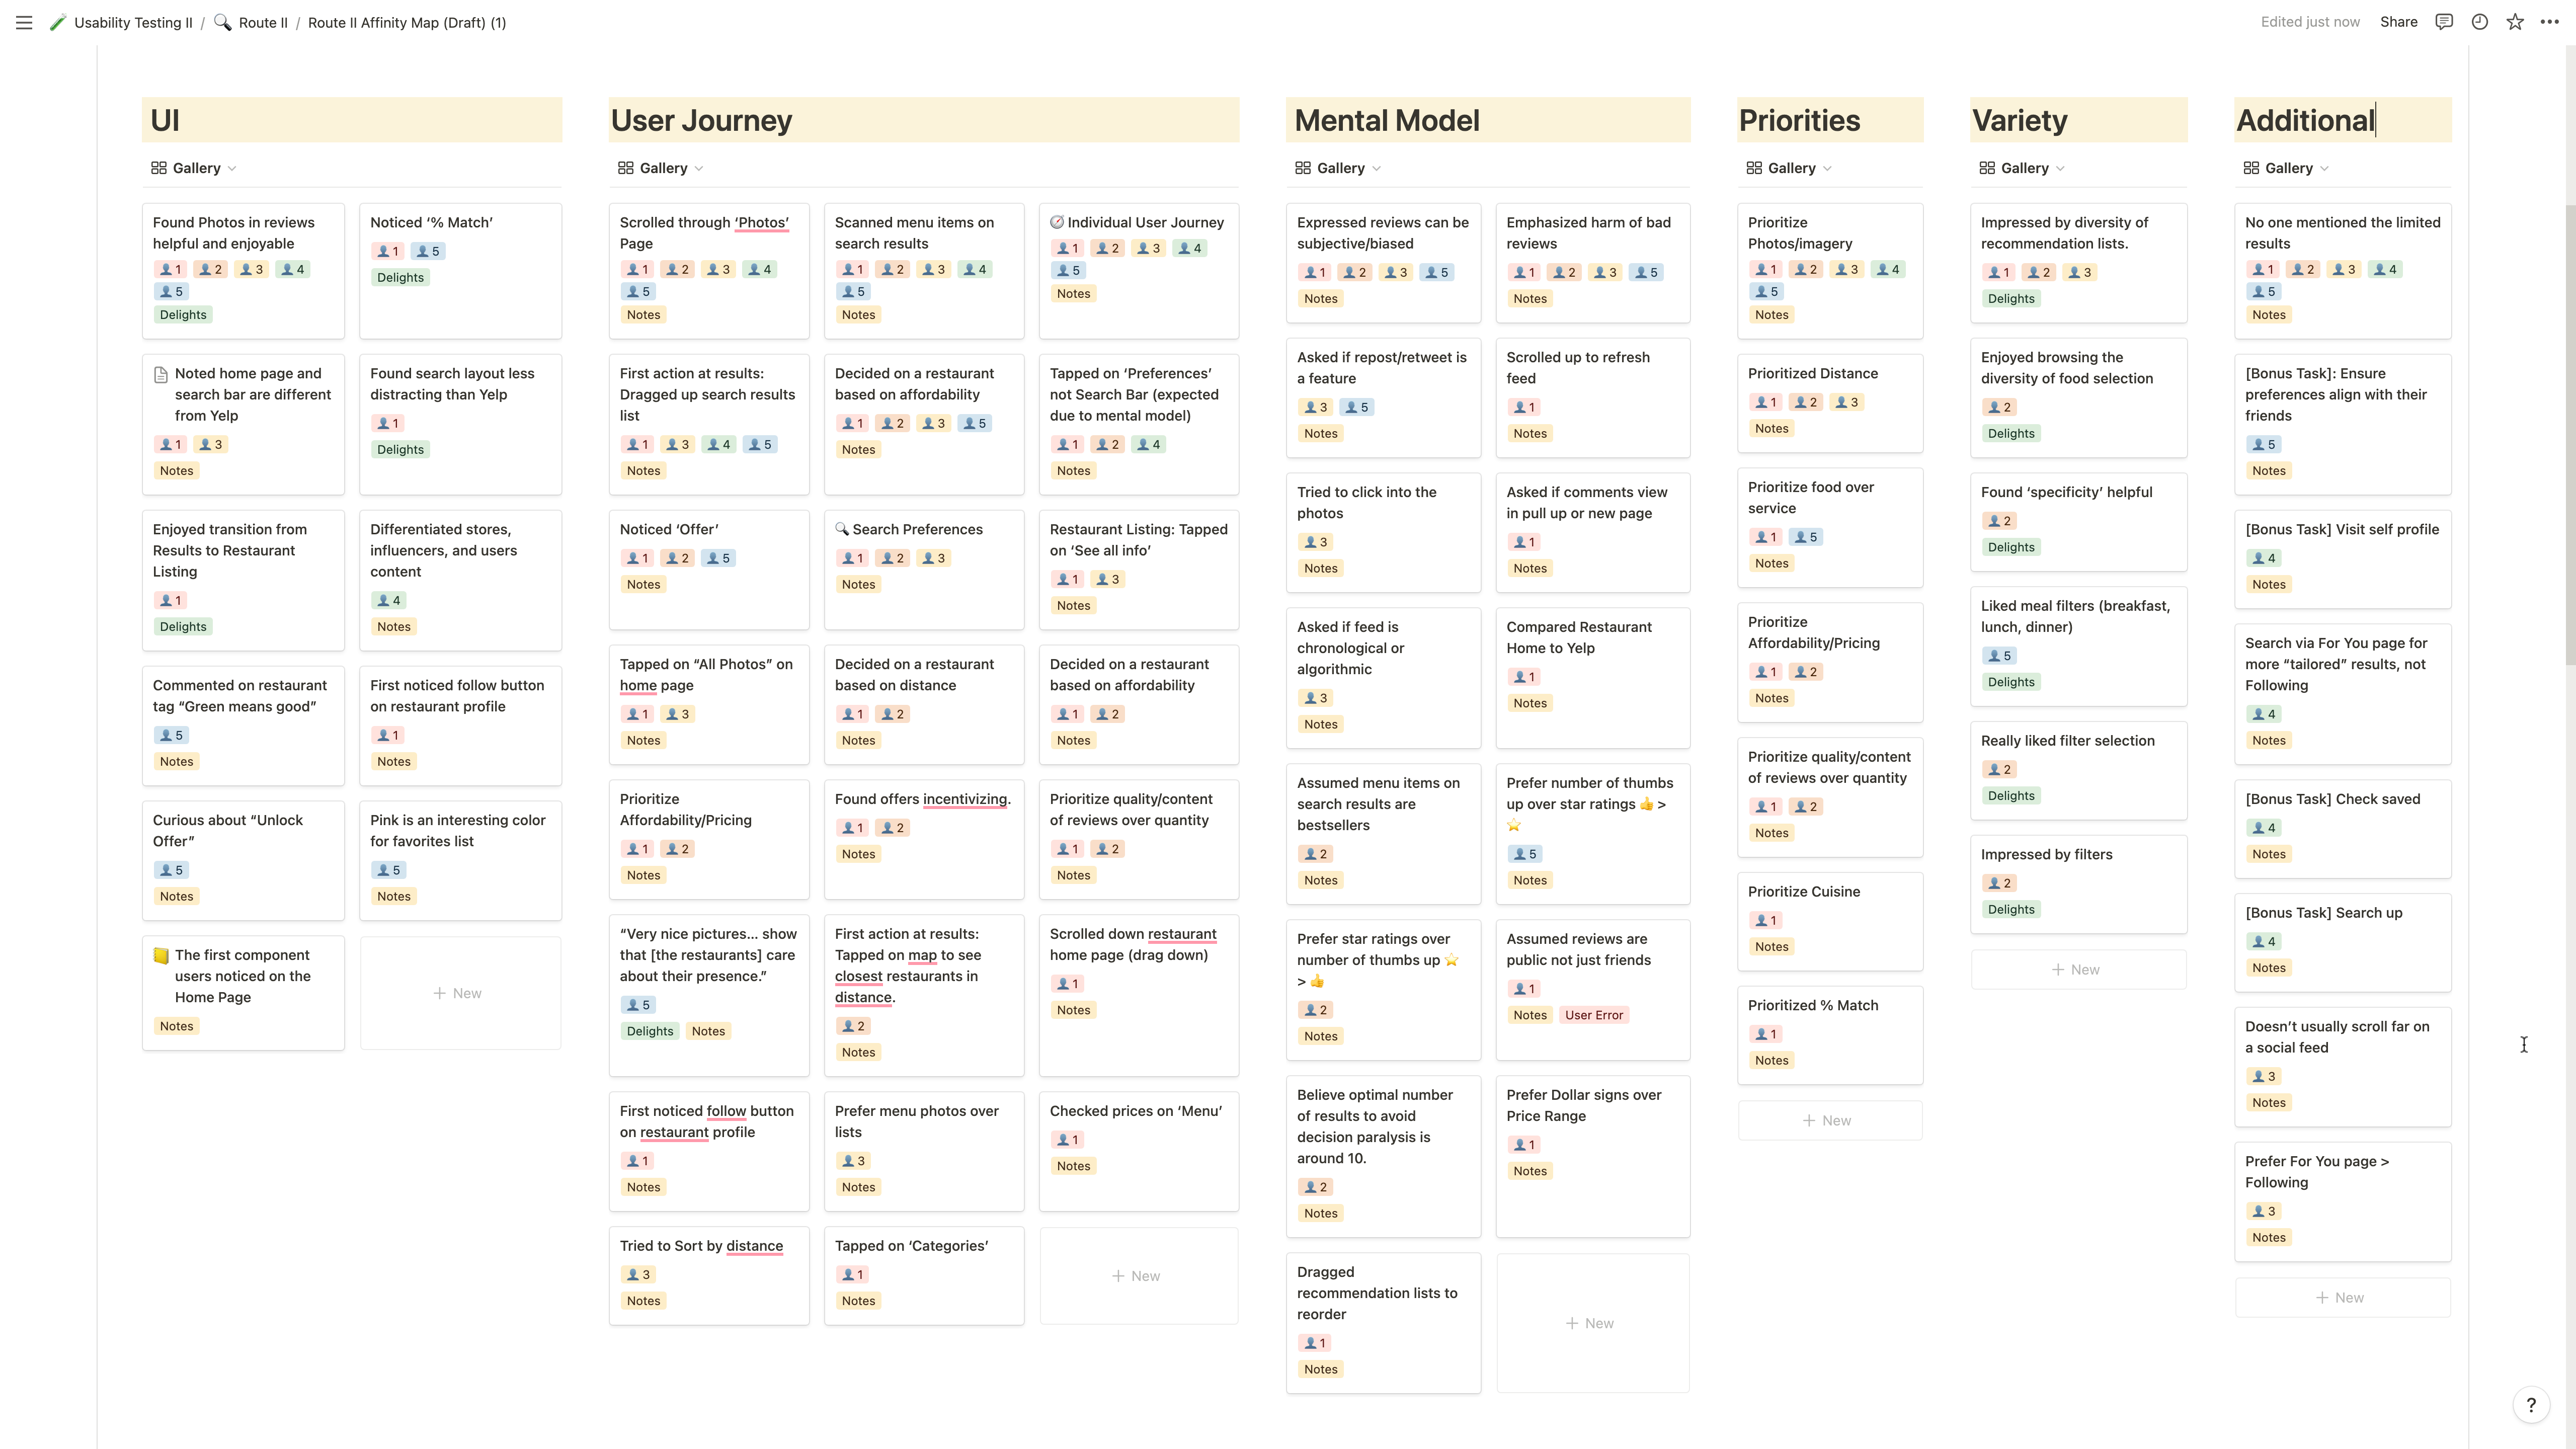 Usability Testing II / Route II / Route II Affinity Map (Draft) (1)
Edited just now Share
UI
Gallery
Found Photos in reviews
helpful and enjoyable
1 2 3 4
5
Delights
Noticed ‘% Match’
1 5
Delights
Noted home page and
search bar are different
from Yelp
1 3
Notes
Found search layout less
distracting than Yelp
1
Delights
Enjoyed transition from
Results to Restaurant
Listing
1
Delights
Differentiated stores,
influencers, and users
content
4
Notes
Commented on restaurant
tag “Green means good”
5
Notes
First noticed follow button
on restaurant profile
1
Notes
Curious about “Unlock
Offer”
5
Notes
Pink is an interesting color
for favorites list
5
Notes
The first component
users noticed on the
Home Page
Notes
+ New
User Journey
Gallery
Scrolled through ‘Photos’
Page
1 2 3 4
5
Notes
Scanned menu items on
search results
1 2 3 4
5
Notes
Individual User Journey
1 2 3 4
5
Notes
First action at results:
Dragged up search results
list
1 3 4 5
Notes
Decided on a restaurant
based on affordability
1 2 3 5
Notes
Tapped on ‘Preferences’
not Search Bar (expected
due to mental model)
1 2 4
Notes
Noticed ‘Offer’
1 2 5
Notes
Search Preferences
1 2 3
Notes
Restaurant Listing: Tapped
on ‘See all info’
1 3
Notes
Tapped on “All Photos” on
home page
1 3
Notes
Decided on a restaurant
based on distance
1 2
Notes
Decided on a restaurant
based on affordability
1 2
Notes
Prioritize
Affordability/Pricing
1 2
Notes
Found offers incentivizing.
1 2
Notes
Prioritize quality/content
of reviews over quantity
1 2
Notes
“Very nice pictures... show
that [the restaurants] care
about their presence.”
5
Delights Notes
First action at results:
Tapped on map to see
closest restaurants in
distance.
2
Notes
Scrolled down restaurant
home page (drag down)
1
Notes
First noticed follow button
on restaurant profile
1
Notes
Prefer menu photos over
lists
3
Notes
Checked prices on ‘Menu’
1
Notes
Tried to Sort by distance
3
Notes
Tapped on ‘Categories’
1
Notes
+ New
Mental Model
Gallery
Expressed reviews can be
subjective/biased
1 2 3 5
Notes
Emphasized harm of bad
reviews
1 2 3 5
Notes
Asked if repost/retweet is
a feature
3 5
Notes
Scrolled up to refresh
feed
1
Notes
Tried to click into the
photos
3
Notes
Asked if comments view
in pull up or new page
1
Notes
Asked if feed is
chronological or
algorithmic
3
Notes
Compared Restaurant
Home to Yelp
1
Notes
Assumed menu items on
search results are
bestsellers
2
Notes
Prefer number of thumbs
up over star ratings 👍 >
⭐
5
Notes
Prefer star ratings over
number of thumbs up ⭐
> 👍
2
Notes
Assumed reviews are
public not just friends
1
Notes User Error
Believe optimal number
of results to avoid
decision paralysis is
around 10.
2
Notes
Prefer Dollar signs over
Price Range
1
Notes
Dragged
recommendation lists to
reorder
1
Notes
+ New
Priorities
Gallery
Prioritize
Photos/imagery
1 2 3 4
5
Notes
Prioritized Distance
1 2 3
Notes
Prioritize food over
service
1 5
Notes
Prioritize
Affordability/Pricing
1 2
Notes
Prioritize quality/content
of reviews over quantity
1 2
Notes
Prioritize Cuisine
1
Notes
Prioritized % Match
1
Notes
+ New
Variety
Gallery
Impressed by diversity of
recommendation lists.
1 2 3
Delights
Enjoyed browsing the
diversity of food selection
2
Delights
Found ‘specificity’ helpful
2
Delights
Liked meal filters (breakfast,
lunch, dinner)
5
Delights
Really liked filter selection
2
Delights
Impressed by filters
2
Delights
+ New
Additional
Gallery
No one mentioned the limited
results
1 2 3 4
5
Notes
[Bonus Task]: Ensure
preferences align with their
friends
5
Notes
[Bonus Task] Visit self profile
4
Notes
Search via For You page for
more “tailored” results, not
Following
4
Notes
[Bonus Task] Check saved
4
Notes
[Bonus Task] Search up
4
Notes
Doesn’t usually scroll far on
a social feed
3
Notes
Prefer For You page >
Following
3
Notes
+ New
?